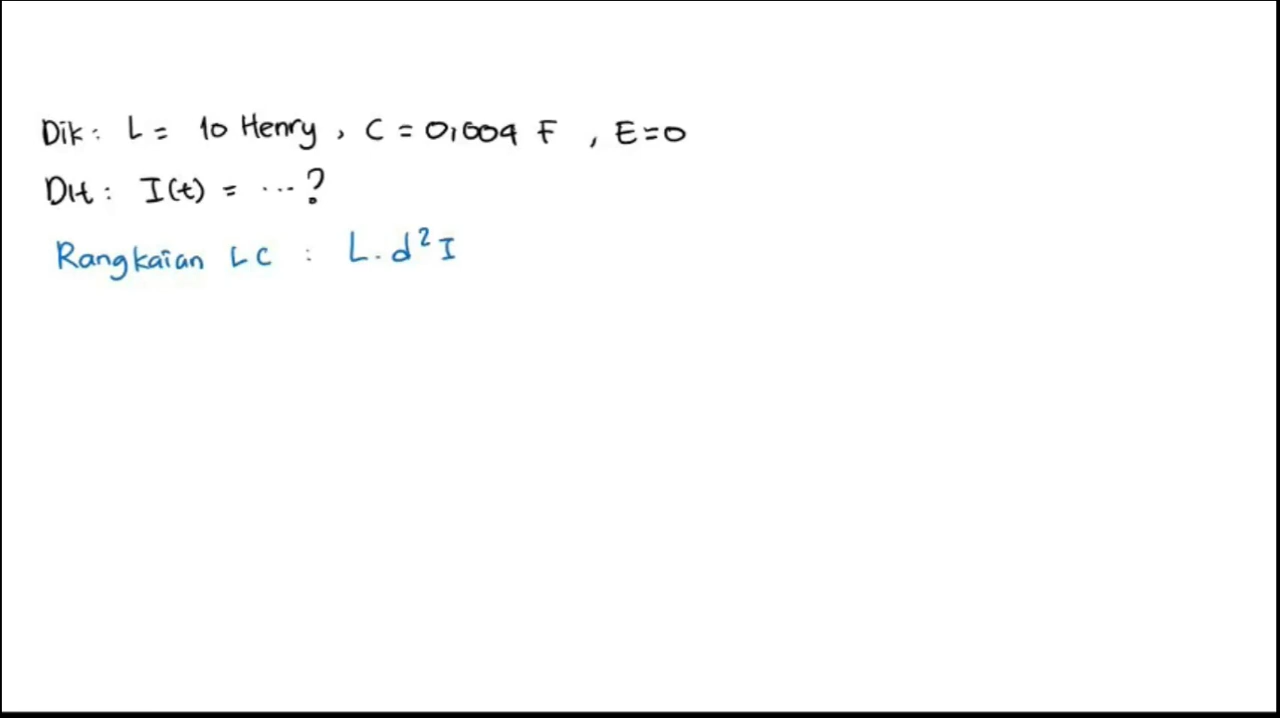 Dik : L = 10 Henry , C = 0,004 F , E=0
Dit : I(t) = ... ?
Rangkaian LC : L. d²I